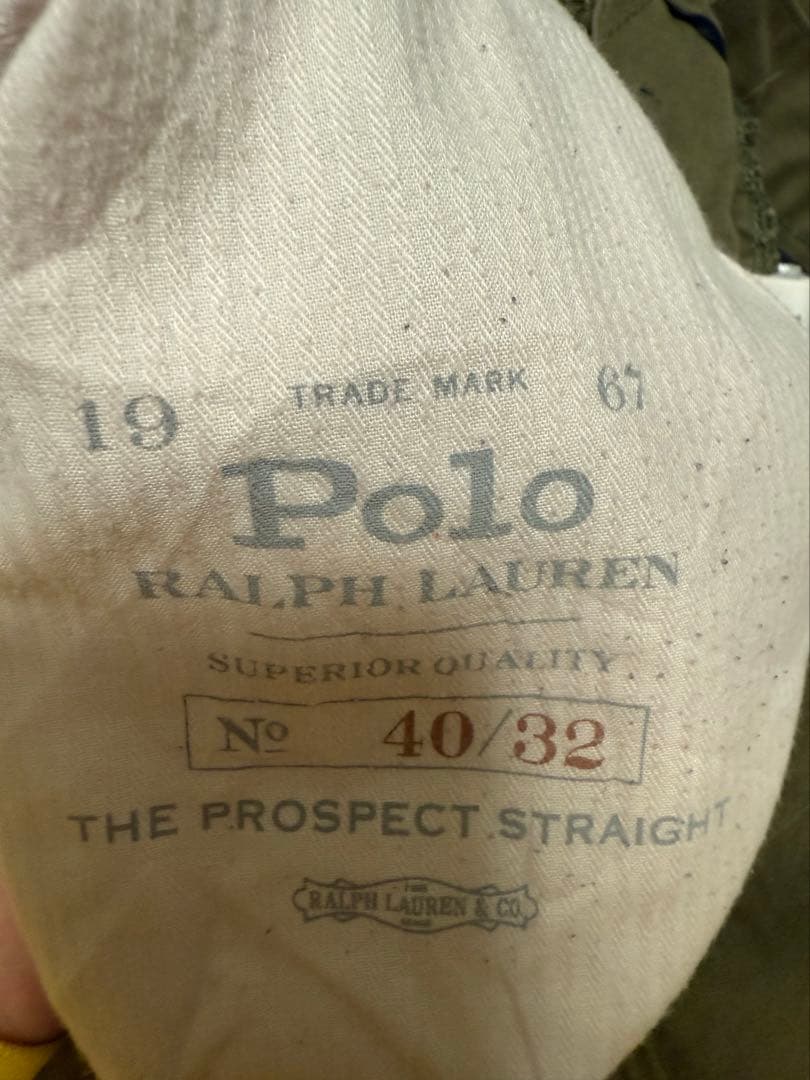 19 TRADE MARK 67
Polo
RALPH LAUREN
SUPERIOR QUALITY
Nº 40/32
THE PROSPECT STRAIGHT
RALPH LAUREN & CO.